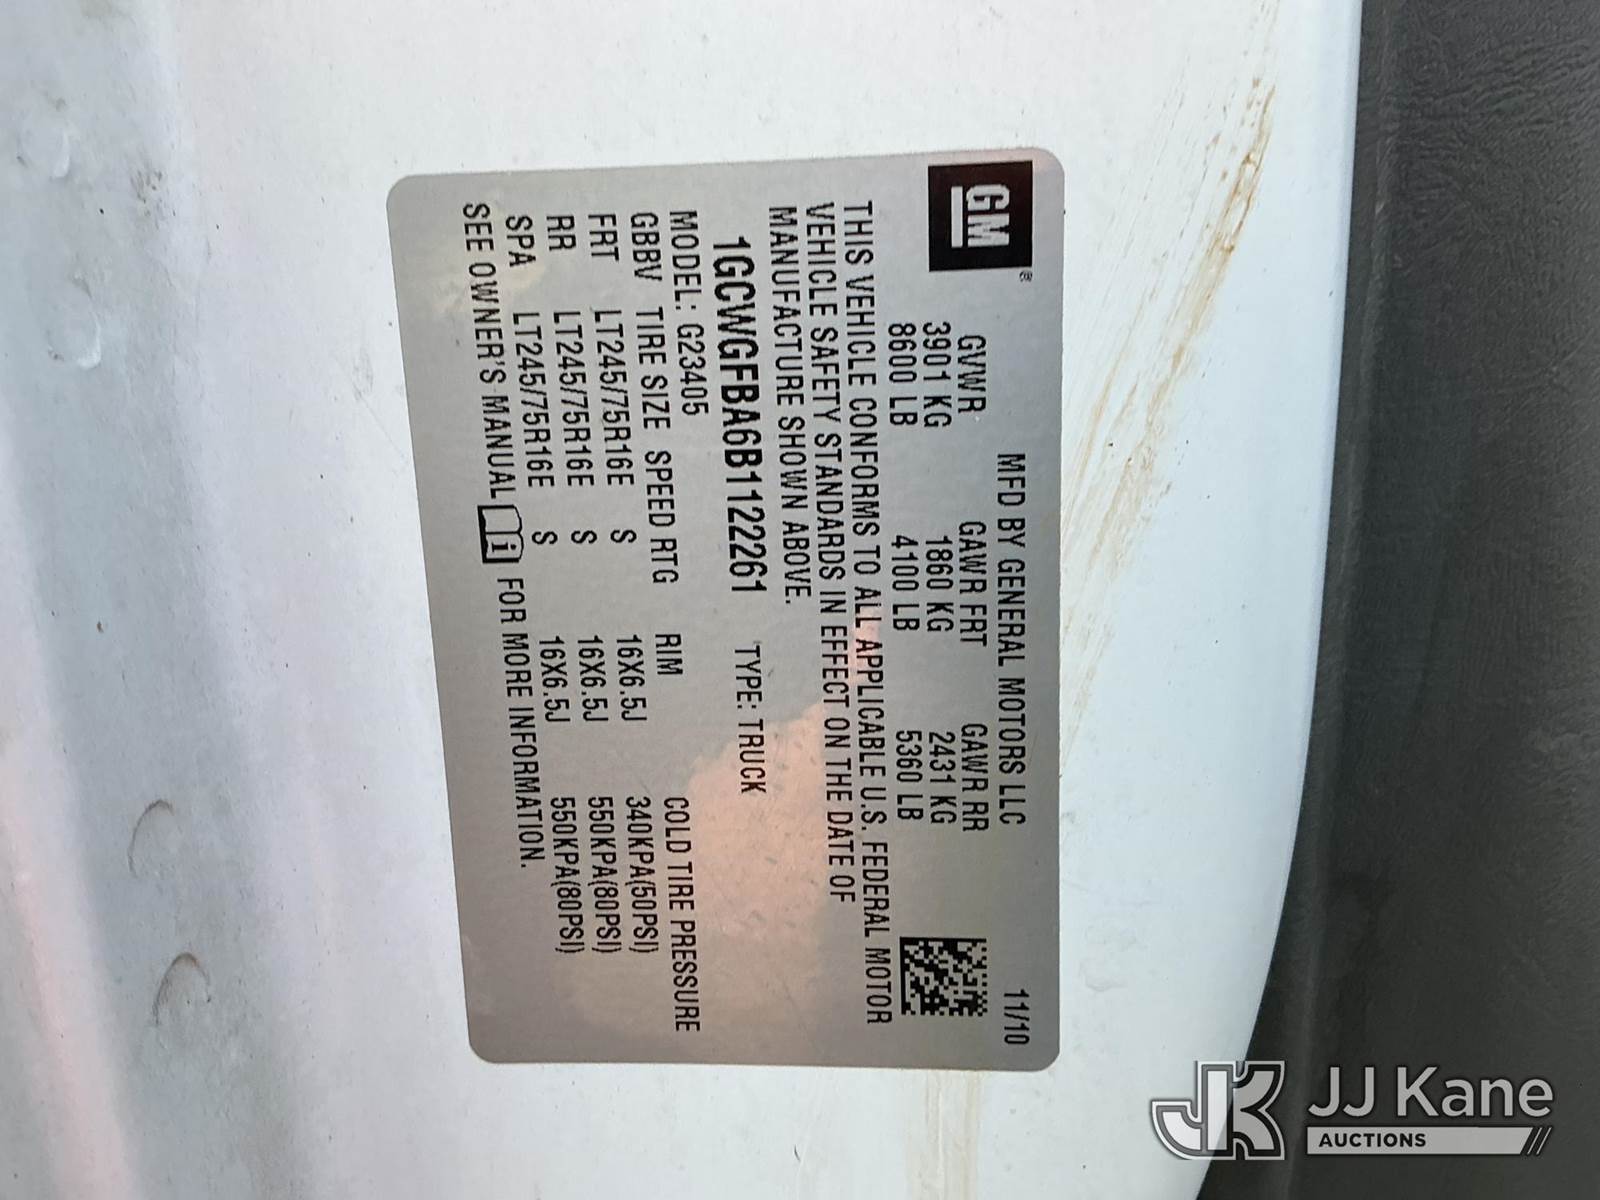 GM ®
MFD BY GENERAL MOTORS LLC 11/10
GVWR GAWR FRT GAWR RR
3901 KG 1860 KG 2431 KG
8600 LB 4100 LB 5360 LB
THIS VEHICLE CONFORMS TO ALL APPLICABLE U.S. FEDERAL MOTOR
VEHICLE SAFETY STANDARDS IN EFFECT ON THE DATE OF
MANUFACTURE SHOWN ABOVE.
1GCWGFBA6B1122261 TYPE: TRUCK
MODEL: G23405
GBBV TIRE SIZE SPEED RTG RIM COLD TIRE PRESSURE
FRT LT245/75R16E S 16X6.5J 340KPA(50PSI)
RR LT245/75R16E S 16X6.5J 550KPA(80PSI)
SPA LT245/75R16E S 16X6.5J 550KPA(80PSI)
SEE OWNER'S MANUAL i FOR MORE INFORMATION.
JK JJ Kane
AUCTIONS